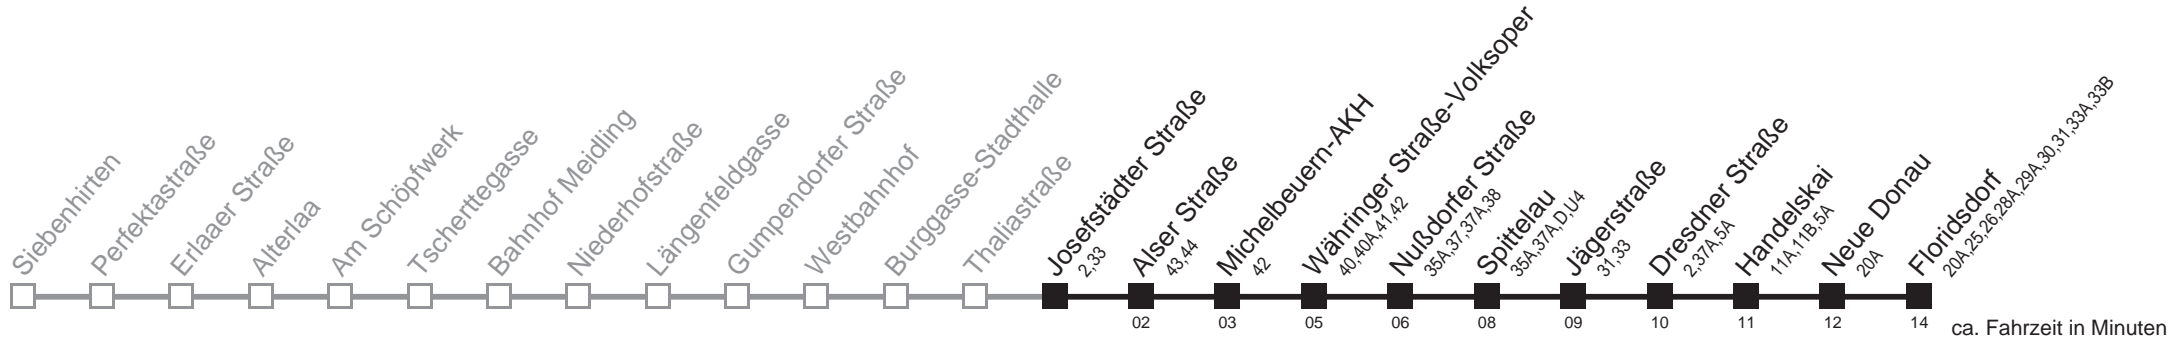 Siebenhirten
Perfektastraße
Erlaaer Straße
Alterlaa
Am Schöpfwerk
Tscherttegasse
Bahnhof Meidling
Niederhofstraße
Längenfeldgasse
Gumpendorfer Straße
Westbahnhof
Burggasse-Stadthalle
Thaliastraße
Josefstädter Straße
2,33
Alser Straße
43,44
Michelbeuern-AKH
42
Währinger Straße-Volksoper
40,40A,41,42
Nußdorfer Straße
35A,37,37A,38
Spittelau
35A,37A,D,U4
Jägerstraße
31,33
Dresdner Straße
2,37A,5A
Handelskai
11A,11B,5A
Neue Donau
20A
Floridsdorf
20A,25,26,28A,29A,30,31,33A,33B
02 03 05 06 08 09 10 11 12 14
ca. Fahrzeit in Minuten